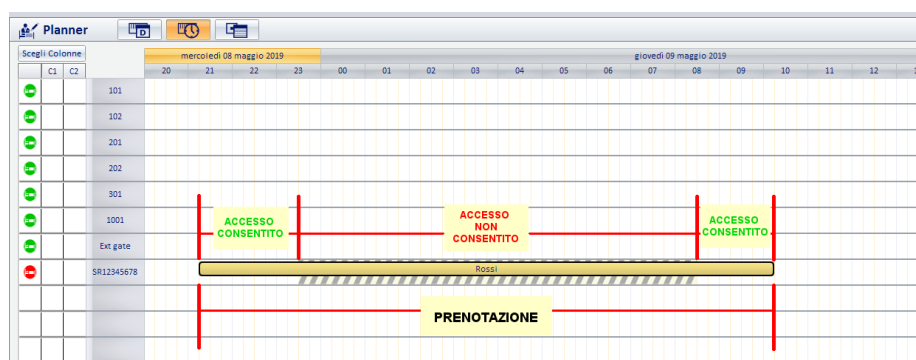 Planner
D
Scegli Colonne
mercoledì 08 maggio 2019
giovedì 09 maggio 2019
C1 C2
20 21 22 23 00 01 02 03 04 05 06 07 08 09 10 11 12
101
102
201
202
301
1001
ACCESSO
CONSENTITO
ACCESSO
NON
CONSENTITO
ACCESSO
CONSENTITO
Ext gate
SR12345678
Rossi
PRENOTAZIONE